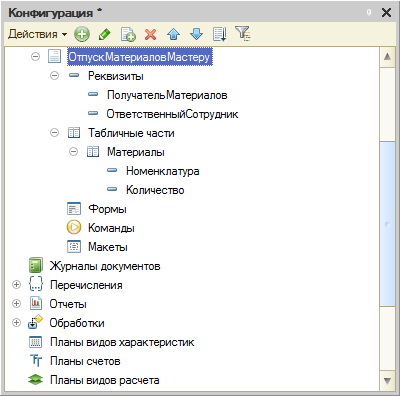 Конфигурация *
Действия
ОтпускМатериаловМастеру
Реквизиты
ПолучательМатериалов
ОтветственныйСотрудник
Табличные части
Материалы
Номенклатура
Количество
Формы
Команды
Макеты
Журналы документов
Перечисления
Отчеты
Обработки
Планы видов характеристик
Планы счетов
Планы видов расчета